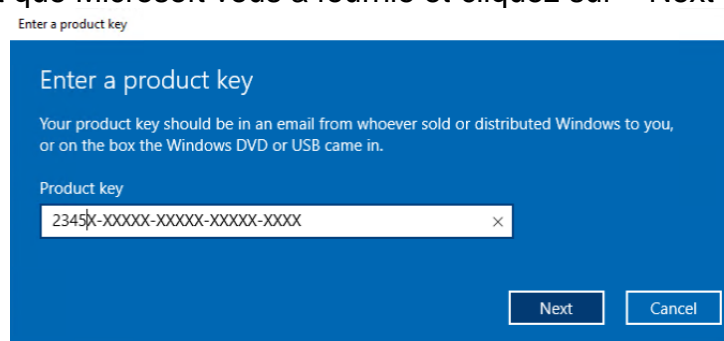 que Microsoft vous a fournie et cliquez sur « Next
Enter a product key
Enter a product key
Your product key should be in an email from whoever sold or distributed Windows to you,
or on the box the Windows DVD or USB came in.
Product key
2345X-XXXXX-XXXXX-XXXXX-XXXX
Next
Cancel